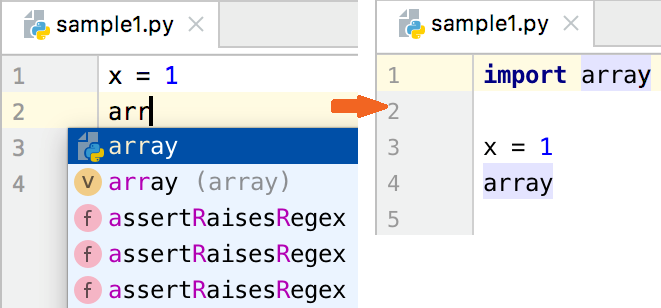 sample1.py
1 x = 1
2 arr
3 array
array (array)
4 assertRaisesRegex
assertRaisesRegex
assertRaisesRegex
sample1.py
1 import array
2
3 x = 1
4 array
5